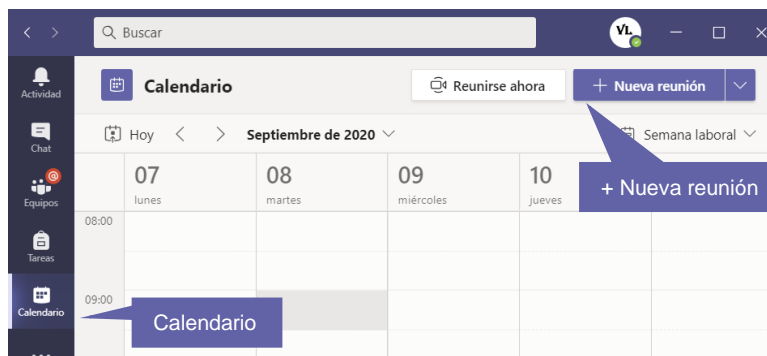 Buscar
VL
Actividad
Calendario
Reunirse ahora
+ Nueva reunión
Chat
Hoy
Septiembre de 2020
Semana laboral
Equipos
@
07
08
09
10
lunes
martes
miércoles
jueves
+ Nueva reunión
Tareas
08:00
Calendario
09:00
Calendario